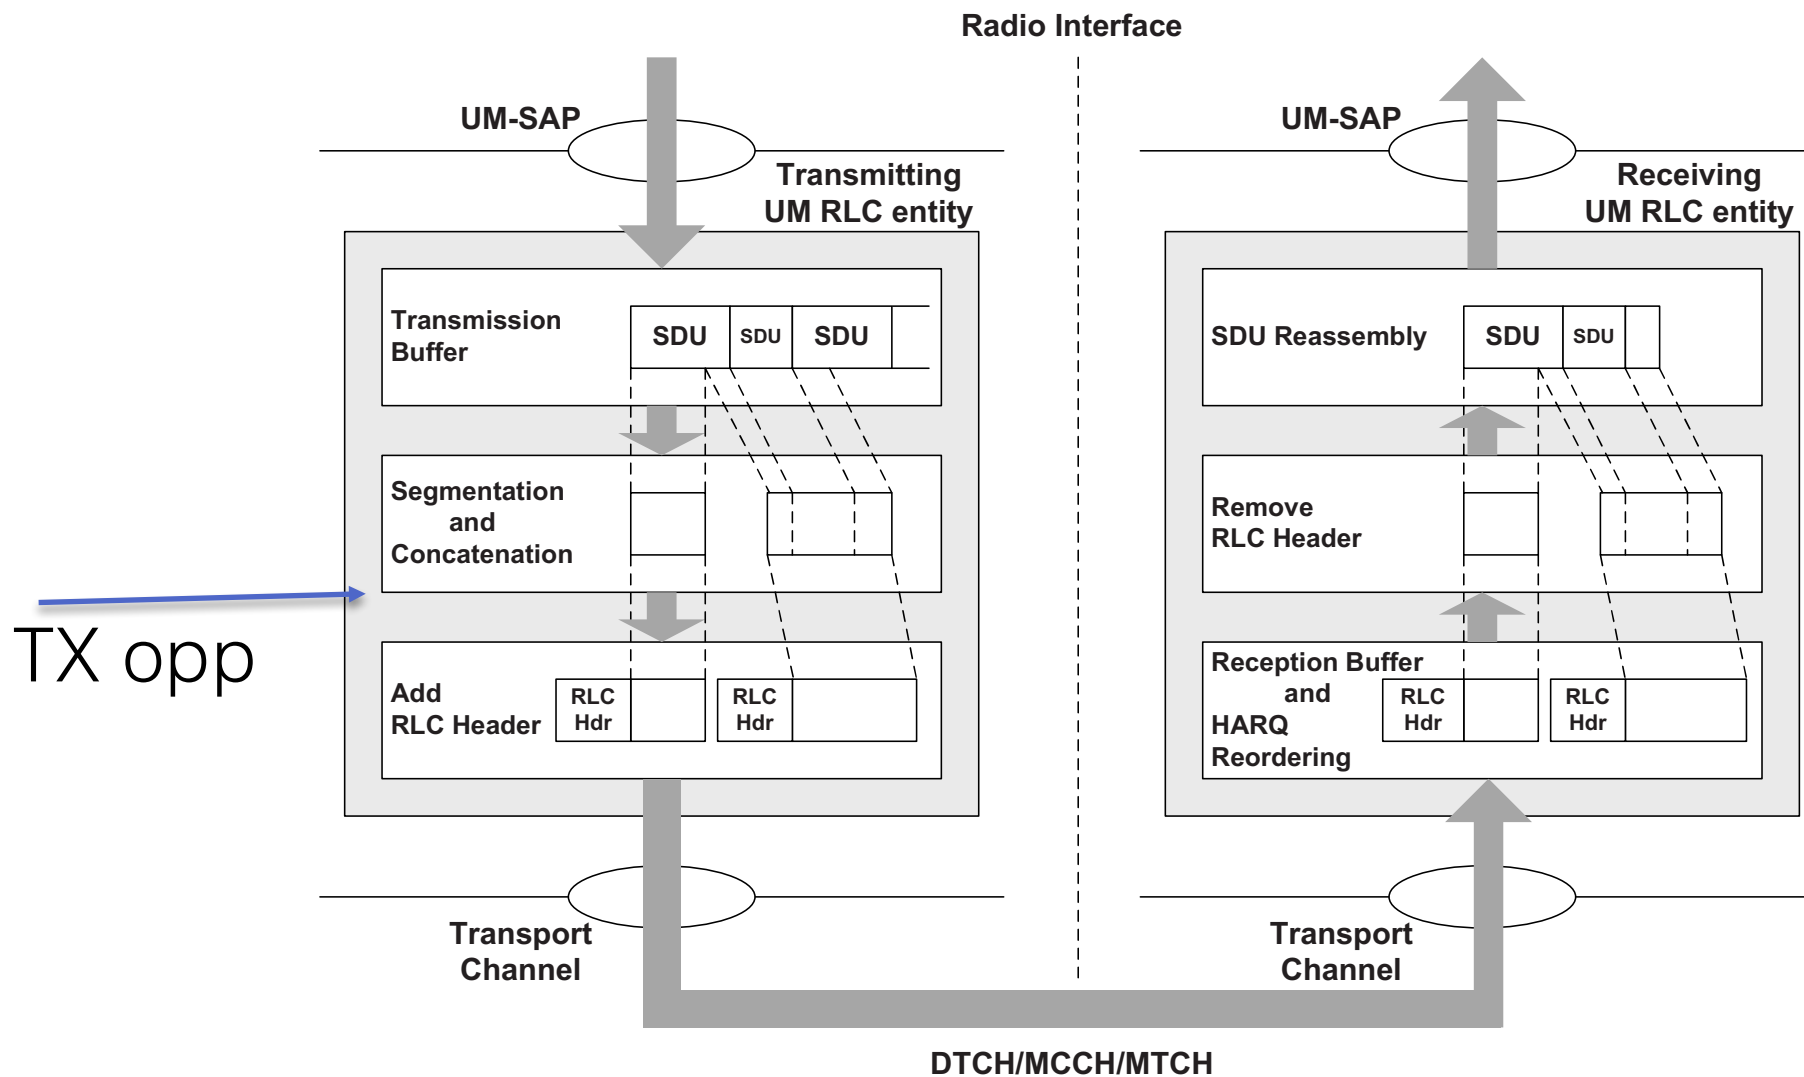 Radio Interface
UM-SAP
Transmitting
UM RLC entity
Transmission
Buffer
SDU
SDU
SDU
Segmentation
and
Concatenation
TX opp
Add
RLC Header
RLC
Hdr
RLC
Hdr
Transport
Channel
UM-SAP
Receiving
UM RLC entity
SDU Reassembly
SDU
SDU
Remove
RLC Header
Reception Buffer
and
HARQ
Reordering
RLC
Hdr
RLC
Hdr
Transport
Channel
DTCH/MCCH/MTCH